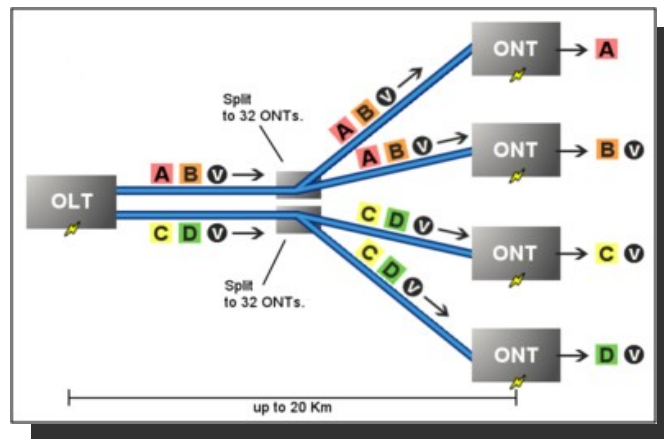 ONT
A
A B V
Split
to 32 ONTs.
A B V
ONT
B V
A B V
OLT
C D V
C D V
ONT
C V
C D V
Split
to 32 ONTs.
ONT
D V
up to 20 Km